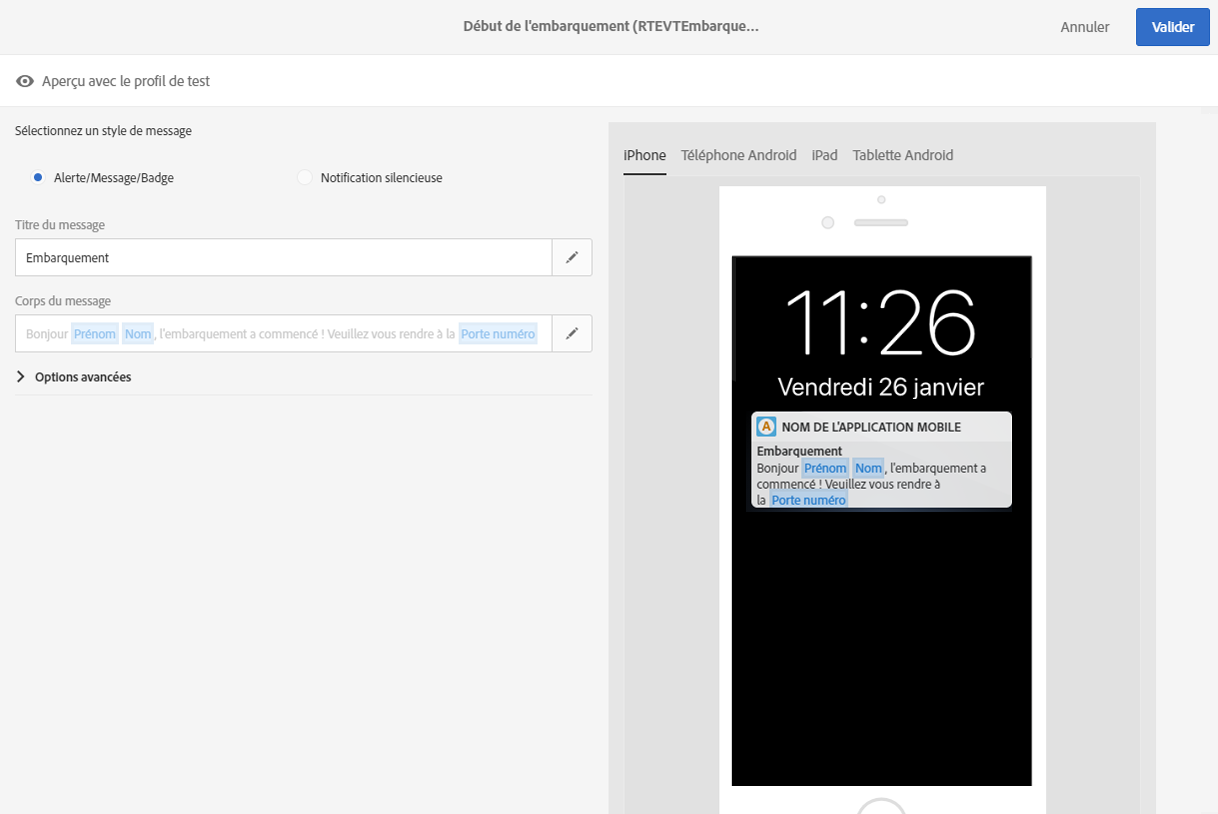 Début de l'embarquement (RTEVTEmbarque...
Annuler
Valider
Aperçu avec le profil de test
Sélectionnez un style de message
Alerte/Message/Badge
Notification silencieuse
Titre du message
Embarquement
Corps du message
Bonjour Prénom Nom, l'embarquement a commencé ! Veuillez vous rendre à la Porte numéro
Options avancées
iPhone Téléphone Android iPad Tablette Android
11:26
Vendredi 26 janvier
A NOM DE L'APPLICATION MOBILE
Embarquement
Bonjour Prénom Nom, l'embarquement a
commencé ! Veuillez vous rendre à
la Porte numéro